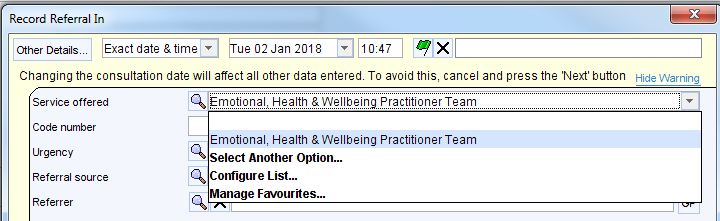 Record Referral In
Other Details... Exact date & time Tue 02 Jan 2018 10:47
Changing the consultation date will affect all other data entered. To avoid this, cancel and press the 'Next' button Hide Warning
Service offered Emotional, Health & Wellbeing Practitioner Team
Code number
Emotional, Health & Wellbeing Practitioner Team
Urgency
Select Another Option...
Referral source
Configure List...
Manage Favourites...
Referrer